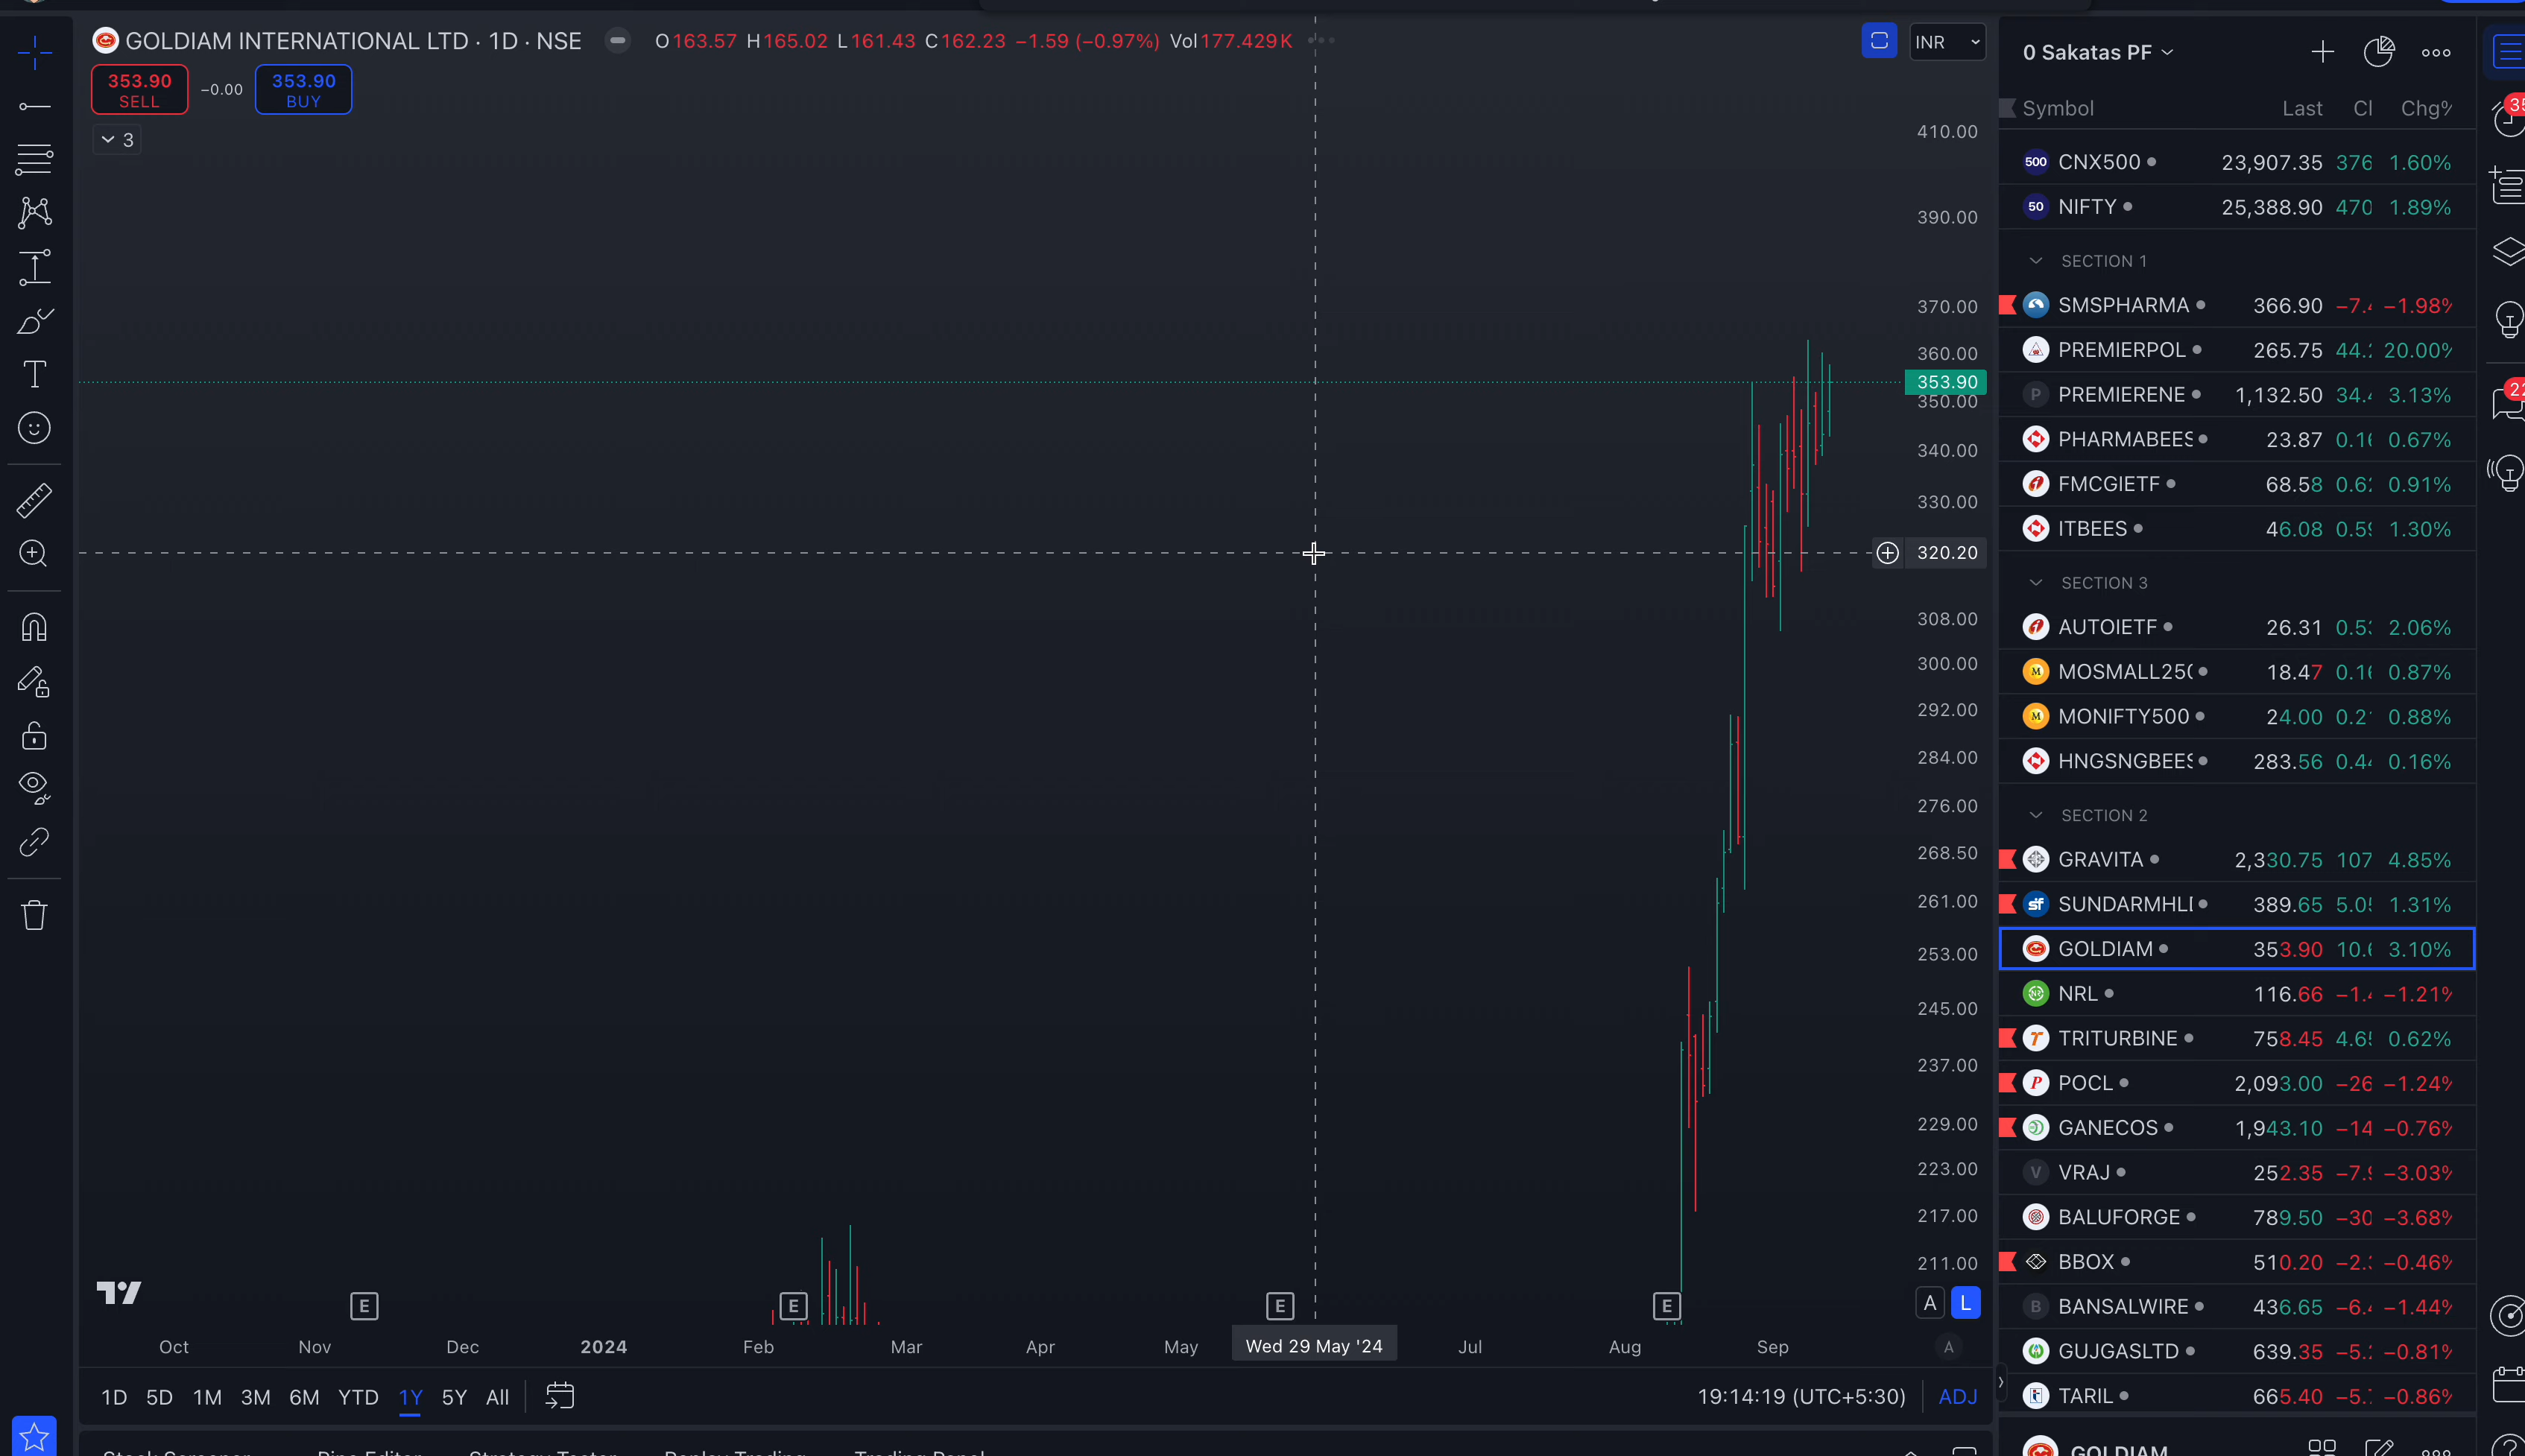 GOLDIAM INTERNATIONAL LTD · 1D · NSE O163.57 H165.02 L161.43 C162.23 −1.59 (−0.97%) Vol177.429K
INR
353.90 SELL −0.00 353.90 BUY
3
410.00
390.00
370.00
360.00
353.90
350.00
340.00
330.00
320.20
308.00
300.00
292.00
284.00
276.00
268.50
261.00
253.00
245.00
237.00
229.00
223.00
217.00
211.00
E E E E
A L
Oct Nov Dec 2024 Feb Mar Apr May Wed 29 May '24 Jul Aug Sep A
1D 5D 1M 3M 6M YTD 1Y 5Y All 19:14:19 (UTC+5:30) ADJ
0 Sakatas PF
Symbol Last Chg%
500 CNX500 23,907.35 376 1.60%
50 NIFTY 25,388.90 470 1.89%
SECTION 1
SMSPHARMA 366.90 −1.98%
PREMIERPOL 265.75 20.00%
P PREMIERENE 1,132.50 3.13%
PHARMABEES 23.87 0.67%
FMCGIETF 68.58 0.91%
ITBEES 46.08 1.30%
SECTION 3
AUTOIETF 26.31 2.06%
M MOSMALL250 18.47 0.87%
M MONIFTY500 24.00 0.88%
HNGSNGBEES 283.56 0.16%
SECTION 2
GRAVITA 2,330.75 107 4.85%
sf SUNDARMHL 389.65 1.31%
GOLDIAM 353.90 3.10%
NRL 116.66 −1.21%
T TRITURBINE 758.45 0.62%
P POCL 2,093.00 −26 −1.24%
GANECOS 1,943.10 −14 −0.76%
V VRAJ 252.35 −3.03%
BALUFORGE 789.50 −30 −3.68%
BBOX 510.20 −0.46%
B BANSALWIRE 436.65 −1.44%
GUJGASLTD 639.35 −0.81%
TARIL 665.40 −0.86%
GOLDIAM